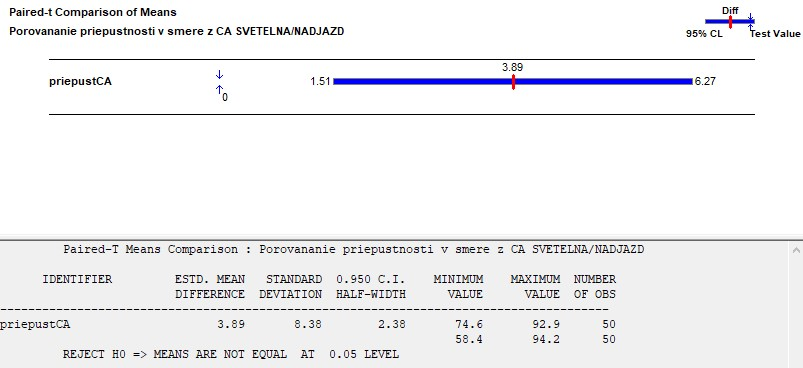 Paired-t Comparison of Means
Porovananie priepustnosti v smere z CA SVETELNA/NADJAZD
Diff
95% CL Test Value
3.89
priepustCA 1.51 6.27
0
Paired-T Means Comparison : Porovananie priepustnosti v smere z CA SVETELNA/NADJAZD
IDENTIFIER ESTD. MEAN STANDARD 0.950 C.I. MINIMUM MAXIMUM NUMBER
DIFFERENCE DEVIATION HALF-WIDTH VALUE VALUE OF OBS
priepustCA 3.89 8.38 2.38 74.6 92.9 50
58.4 94.2 50
REJECT H0 => MEANS ARE NOT EQUAL AT 0.05 LEVEL